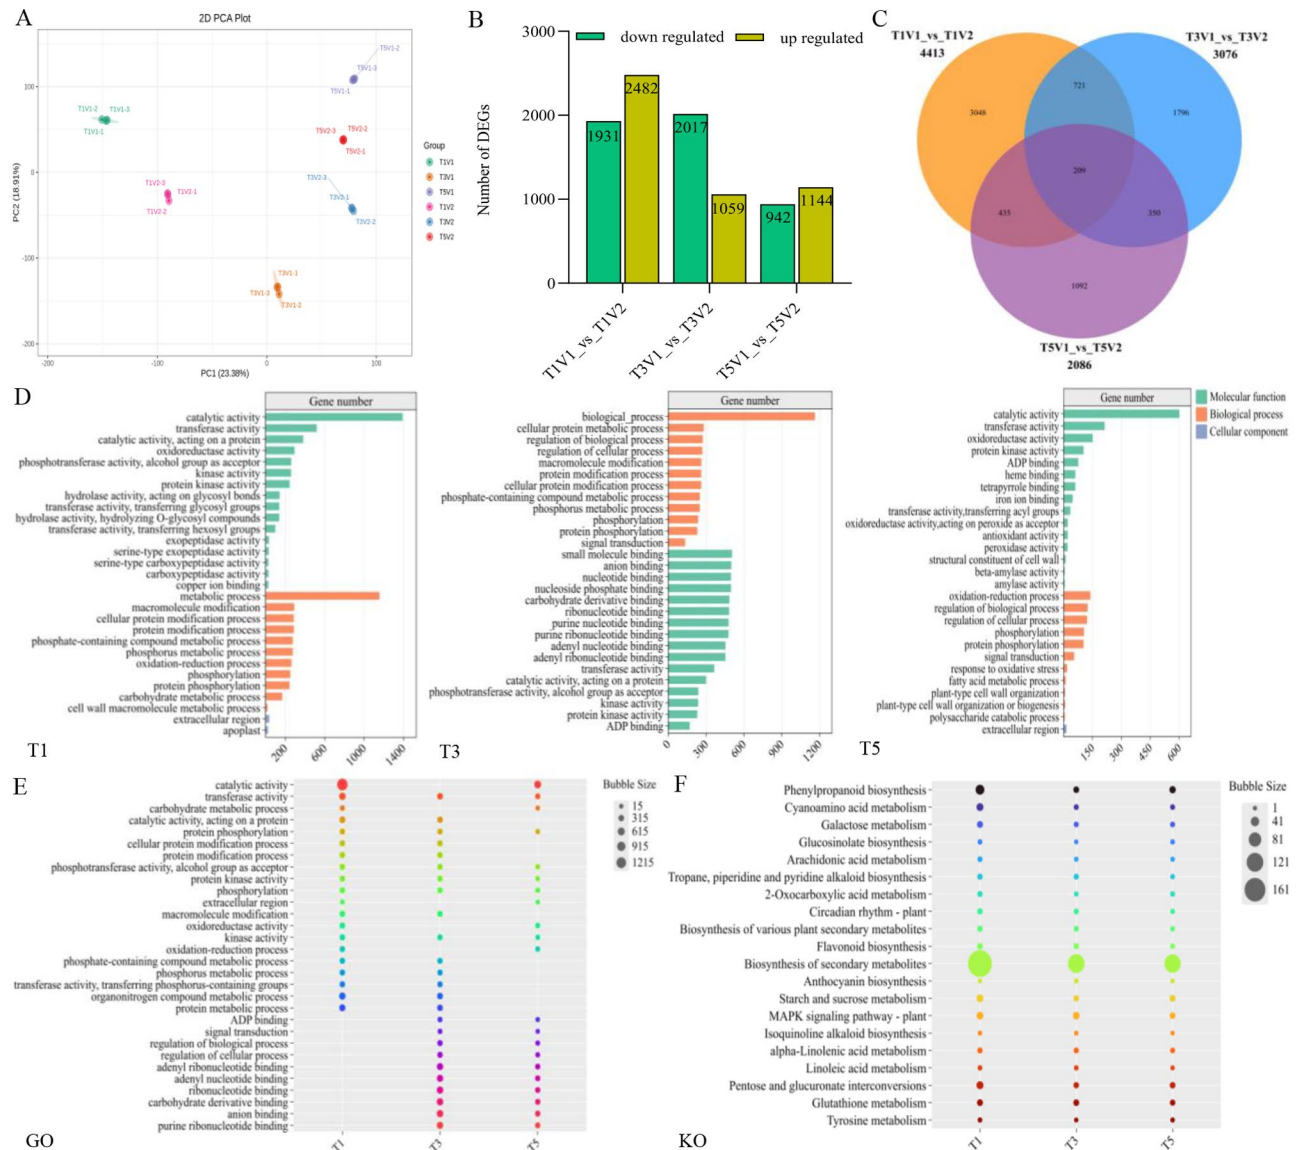 A
2D PCA Plot
T5V1-2
T5V1-3
T5V1-1
T1V1-2
T1V1-3
T1V1-1
T5V2-3
T5V2-2
T5V2-1
T1V2-3
T1V2-1
T1V2-2
T3V2-3
T3V2-1
T3V2-2
T3V1-1
T3V1-3
T3V1-2
100
0
-100
-200
-200
-100
0
100
PC2 (18.91%)
PC1 (23.38%)
Group
T1V1
T3V1
T5V1
T1V2
T3V2
T5V2
B
down regulated
up regulated
Number of DEGs
3000
2000
1000
0
1931
2482
2017
1059
942
1144
T1V1_vs_T1V2
T3V1_vs_T3V2
T5V1_vs_T5V2
C
T1V1_vs_T1V2
4413
T3V1_vs_T3V2
3076
721
3048
1796
209
435
350
1092
T5V1_vs_T5V2
2086
D
Gene number
catalytic activity
transferase activity
catalytic activity, acting on a protein
oxidoreductase activity
phosphotransferase activity, alcohol group as acceptor
kinase activity
protein kinase activity
hydrolase activity, acting on glycosyl bonds
transferase activity, transferring glycosyl groups
hydrolase activity, hydrolyzing O-glycosyl compounds
transferase activity, transferring hexosyl groups
exopeptidase activity
serine-type exopeptidase activity
serine-type carboxypeptidase activity
carboxypeptidase activity
copper ion binding
metabolic process
macromolecule modification
cellular protein modification process
protein modification process
phosphate-containing compound metabolic process
phosphorus metabolic process
oxidation-reduction process
phosphorylation
protein phosphorylation
carbohydrate metabolic process
cell wall macromolecule metabolic process
extracellular region
apoplast
200
600
1000
1400
T1
Gene number
biological_process
cellular protein metabolic process
regulation of biological process
regulation of cellular process
macromolecule modification
protein modification process
cellular protein modification process
phosphate-containing compound metabolic process
phosphorus metabolic process
phosphorylation
protein phosphorylation
signal transduction
small molecule binding
anion binding
nucleotide binding
nucleoside phosphate binding
carbohydrate derivative binding
ribonucleotide binding
purine nucleotide binding
purine ribonucleotide binding
adenyl nucleotide binding
adenyl ribonucleotide binding
transferase activity
catalytic activity, acting on a protein
phosphotransferase activity, alcohol group as acceptor
kinase activity
protein kinase activity
ADP binding
0
300
600
900
1200
T3
Gene number
catalytic activity
transferase activity
oxidoreductase activity
protein kinase activity
ADP binding
heme binding
tetrapyrrole binding
iron ion binding
transferase activity,transferring acyl groups
oxidoreductase activity,acting on peroxide as acceptor
antioxidant activity
peroxidase activity
structural constituent of cell wall
beta-amylase activity
amylase activity
oxidation-reduction process
regulation of biological process
regulation of cellular process
phosphorylation
protein phosphorylation
signal transduction
response to oxidative stress
fatty acid metabolic process
plant-type cell wall organization
plant-type cell wall organization or biogenesis
polysaccharide catabolic process
extracellular region
150
300
450
600
T5
Molecular function
Biological process
Cellular component
E
catalytic activity
transferase activity
carbohydrate metabolic process
catalytic activity, acting on a protein
protein phosphorylation
cellular protein modification process
protein modification process
phosphotransferase activity, alcohol group as acceptor
protein kinase activity
phosphorylation
extracellular region
macromolecule modification
oxidoreductase activity
kinase activity
oxidation-reduction process
phosphate-containing compound metabolic process
phosphorus metabolic process
transferase activity, transferring phosphorus-containing groups
organonitrogen compound metabolic process
protein metabolic process
ADP binding
signal transduction
regulation of biological process
regulation of cellular process
adenyl ribonucleotide binding
adenyl nucleotide binding
ribonucleotide binding
carbohydrate derivative binding
anion binding
purine ribonucleotide binding
T1
T3
T5
GO
Bubble Size
15
315
615
915
1215
F
Phenylpropanoid biosynthesis
Cyanoamino acid metabolism
Galactose metabolism
Glucosinolate biosynthesis
Arachidonic acid metabolism
Tropane, piperidine and pyridine alkaloid biosynthesis
2-Oxocarboxylic acid metabolism
Circadian rhythm - plant
Biosynthesis of various plant secondary metabolites
Flavonoid biosynthesis
Biosynthesis of secondary metabolites
Anthocyanin biosynthesis
Starch and sucrose metabolism
MAPK signaling pathway - plant
Isoquinoline alkaloid biosynthesis
alpha-Linolenic acid metabolism
Linoleic acid metabolism
Pentose and glucuronate interconversions
Glutathione metabolism
Tyrosine metabolism
T1
T3
T5
KO
Bubble Size
1
41
81
121
161